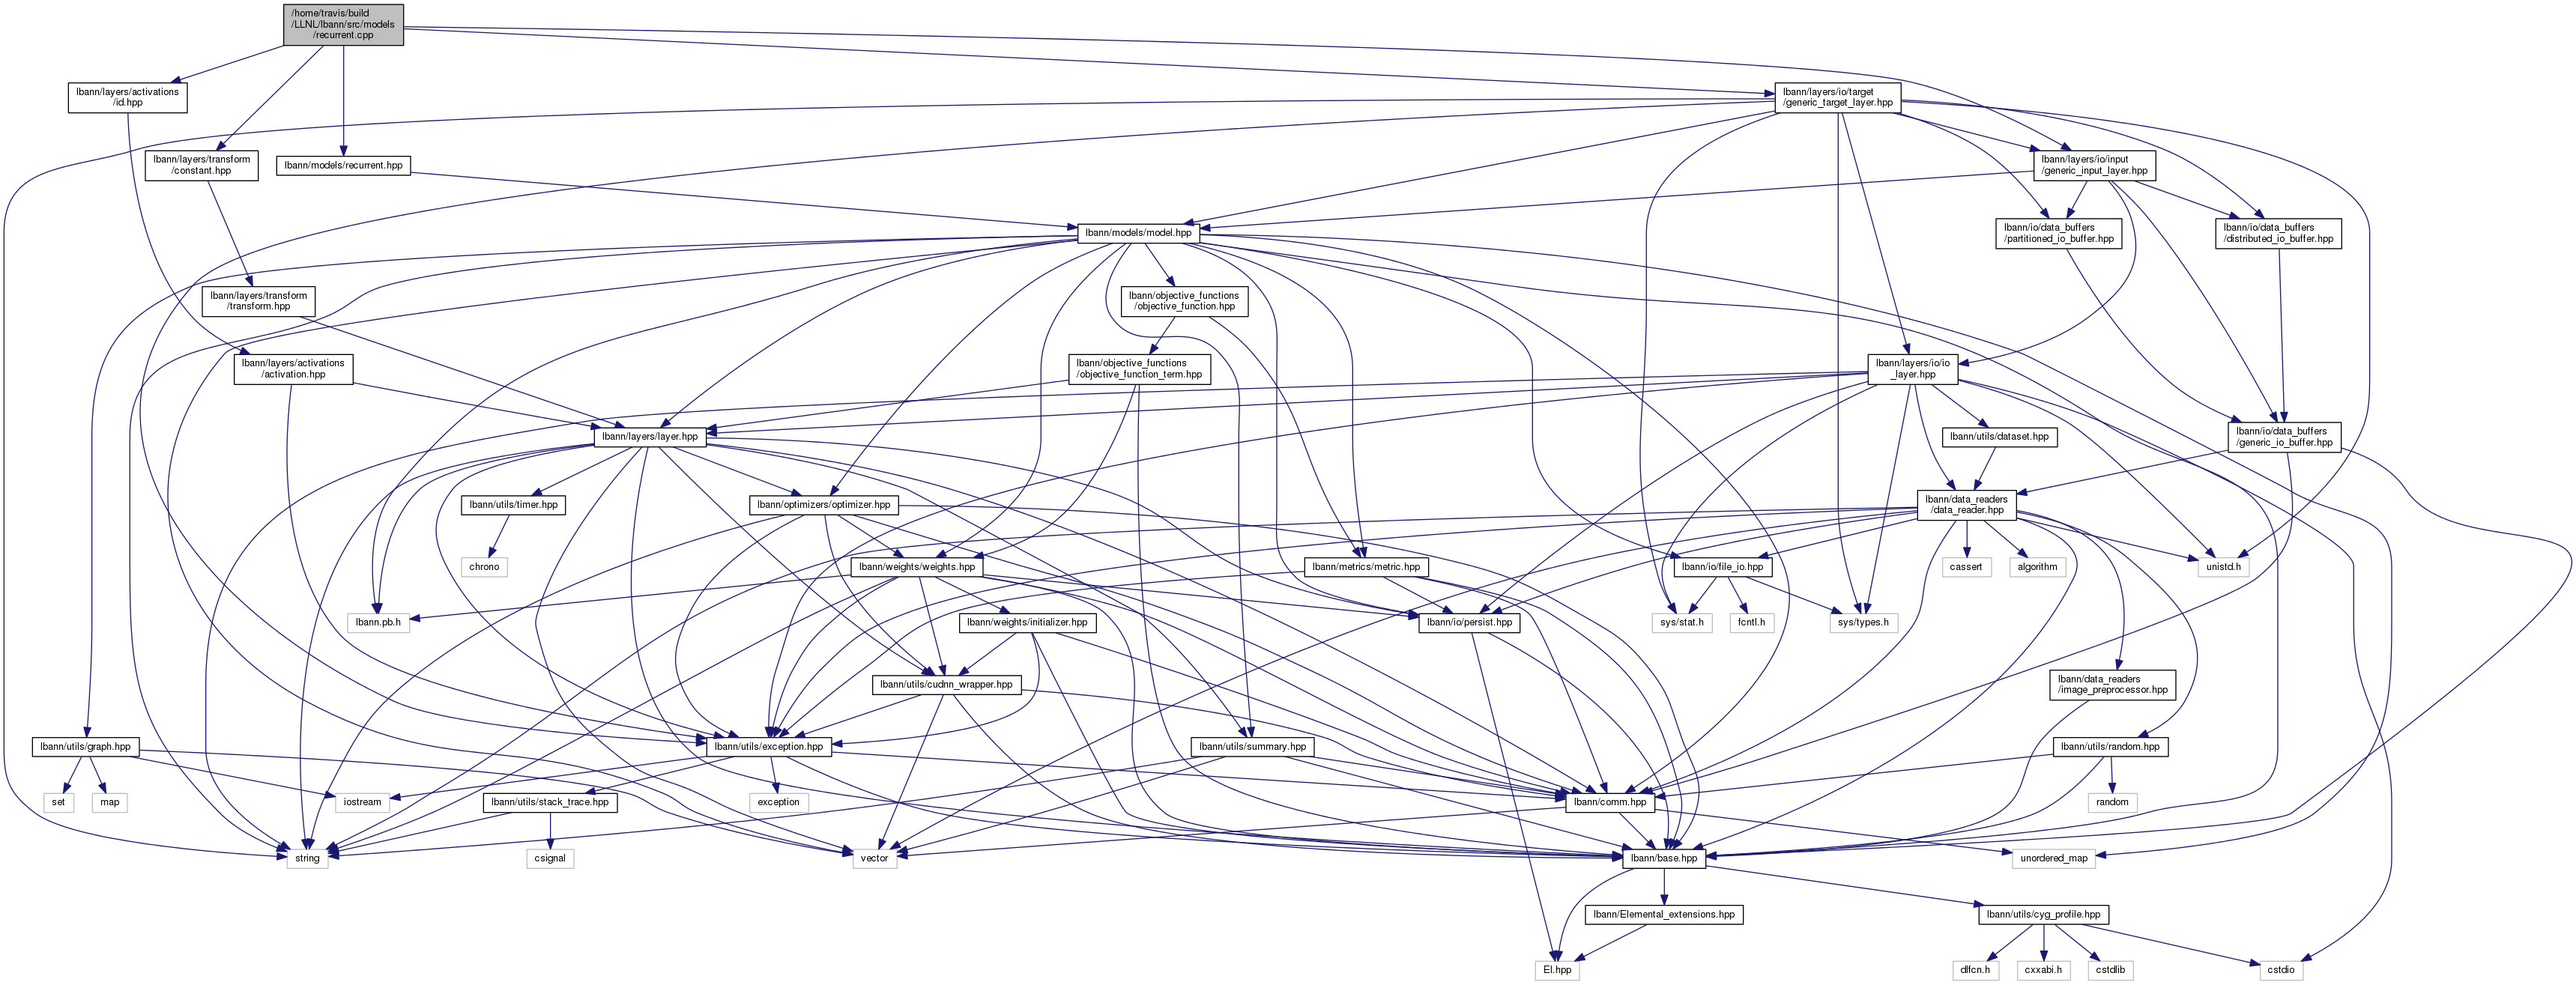 /home/travis/build
/LLNL/lbann/src/models
/recurrent.cpp
lbann/layers/activations
/id.hpp
lbann/layers/io/target
/generic_target_layer.hpp
lbann/layers/transform
/constant.hpp
lbann/models/recurrent.hpp
lbann/layers/io/input
/generic_input_layer.hpp
lbann/models/model.hpp
lbann/io/data_buffers
/partitioned_io_buffer.hpp
lbann/io/data_buffers
/distributed_io_buffer.hpp
lbann/layers/transform
/transform.hpp
lbann/objective_functions
/objective_function.hpp
lbann/layers/activations
/activation.hpp
lbann/objective_functions
/objective_function_term.hpp
lbann/layers/io/io
_layer.hpp
lbann/layers/layer.hpp
lbann/utils/dataset.hpp
lbann/io/data_buffers
/generic_io_buffer.hpp
lbann/utils/timer.hpp
lbann/optimizers/optimizer.hpp
lbann/data_readers
/data_reader.hpp
chrono
lbann/weights/weights.hpp
lbann/metrics/metric.hpp
lbann/io/file_io.hpp
cassert
algorithm
unistd.h
lbann.pb.h
lbann/weights/initializer.hpp
lbann/io/persist.hpp
sys/stat.h
fcntl.h
sys/types.h
lbann/utils/cudnn_wrapper.hpp
lbann/data_readers
/image_preprocessor.hpp
lbann/utils/graph.hpp
lbann/utils/exception.hpp
lbann/utils/summary.hpp
lbann/utils/random.hpp
set
map
iostream
lbann/utils/stack_trace.hpp
exception
lbann/comm.hpp
random
string
csignal
vector
lbann/base.hpp
unordered_map
lbann/Elemental_extensions.hpp
lbann/utils/cyg_profile.hpp
El.hpp
dlfcn.h
cxxabi.h
cstdlib
cstdio